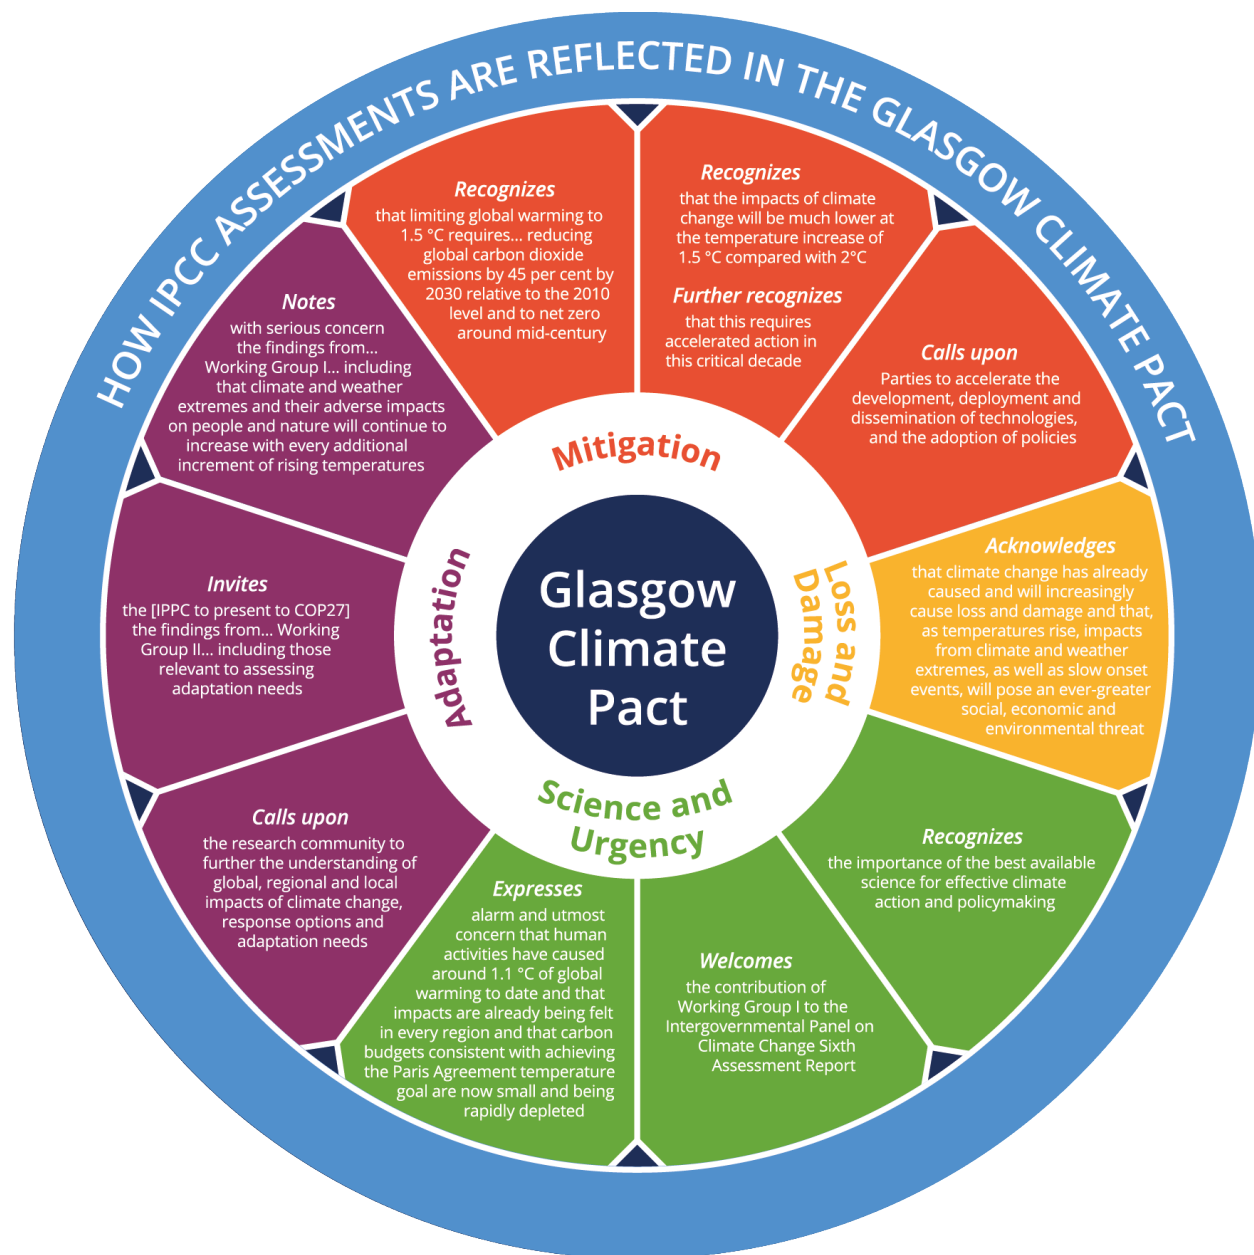 HOW IPCC ASSESSMENTS ARE REFLECTED IN THE GLASGOW CLIMATE PACT
Recognizes
that limiting global warming to
1.5 °C requires... reducing
global carbon dioxide
emissions by 45 per cent by
2030 relative to the 2010
level and to net zero
around mid-century
Recognizes
that the impacts of climate
change will be much lower at
the temperature increase of
1.5 °C compared with 2°C
Further recognizes
that this requires
accelerated action in
this critical decade
Calls upon
Parties to accelerate the
development, deployment and
dissemination of technologies,
and the adoption of policies
Acknowledges
that climate change has already
caused and will increasingly
cause loss and damage and that,
as temperatures rise, impacts
from climate and weather
extremes, as well as slow onset
events, will pose an ever-greater
social, economic and
environmental threat
Recognizes
the importance of the best available
science for effective climate
action and policymaking
Welcomes
the contribution of
Working Group I to the
Intergovernmental Panel on
Climate Change Sixth
Assessment Report
Expresses
alarm and utmost
concern that human
activities have caused
around 1.1 °C of global
warming to date and that
impacts are already being felt
in every region and that carbon
budgets consistent with achieving
the Paris Agreement temperature
goal are now small and being
rapidly depleted
Calls upon
the research community to
further the understanding of
global, regional and local
impacts of climate change,
response options and
adaptation needs
Invites
the [IPPC to present to COP27]
the findings from... Working
Group II... including those
relevant to assessing
adaptation needs
Notes
with serious concern
the findings from...
Working Group I... including
that climate and weather
extremes and their adverse impacts
on people and nature will continue to
increase with every additional
increment of rising temperatures
Mitigation
Loss and
Damage
Science and
Urgency
Adaptation
Glasgow
Climate
Pact